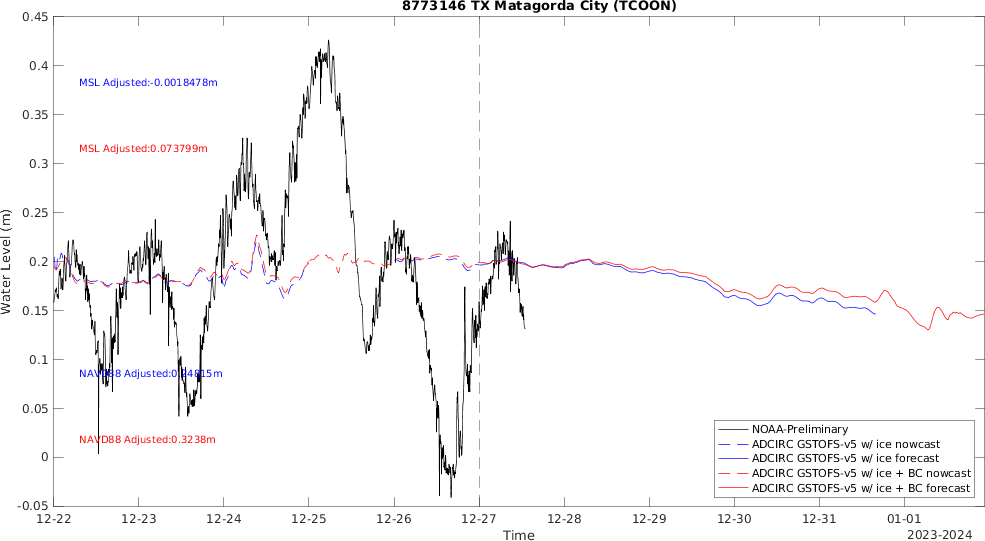 8773146 TX Matagorda City (TCOON)
0.45
0.4
0.35
0.3
0.25
0.2
0.15
0.1
0.05
0
-0.05
Water Level (m)
MSL Adjusted:-0.0018478m
MSL Adjusted:0.073799m
NAVD88 Adjusted:0.24815m
NAVD88 Adjusted:0.3238m
NOAA-Preliminary
ADCIRC GSTOFS-v5 w/ ice nowcast
ADCIRC GSTOFS-v5 w/ ice forecast
ADCIRC GSTOFS-v5 w/ ice + BC nowcast
ADCIRC GSTOFS-v5 w/ ice + BC forecast
12-22 12-23 12-24 12-25 12-26 12-27 12-28 12-29 12-30 12-31 01-01
Time
2023-2024